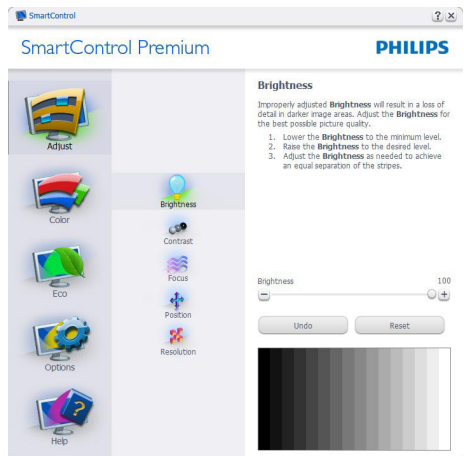 SmartControl
SmartControl Premium
PHILIPS
Adjust
Color
Eco
Options
Help
Brightness
Contrast
Focus
Position
Resolution
Brightness
Improperly adjusted Brightness will result in a loss of
detail in darker image areas. Adjust the Brightness for
the best possible picture quality.
1. Lower the Brightness to the minimum level.
2. Raise the Brightness to the desired level.
3. Adjust the Brightness as needed to achieve
an equal separation of the stripes.
Brightness 100
Undo Reset